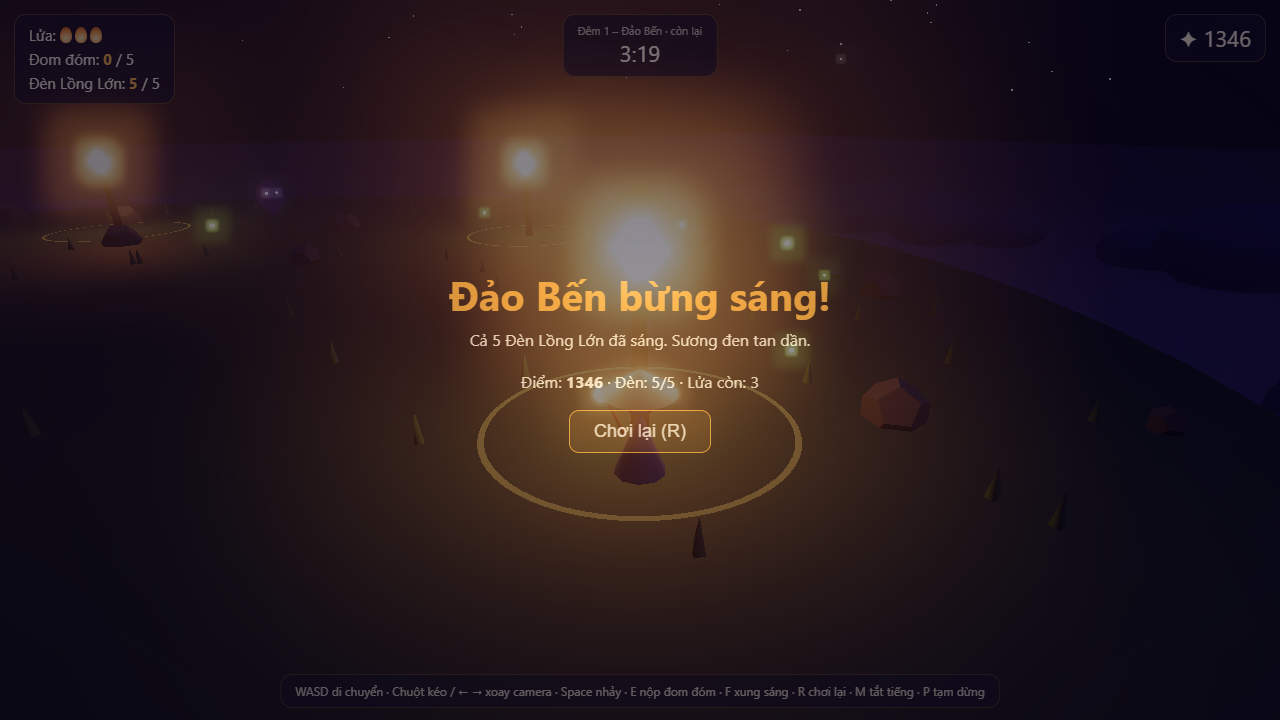 Lửa:
Đom đóm: 0 / 5
Đèn Lồng Lớn: 5 / 5
Đêm 1 – Đảo Bến · còn lại
3:19
✦ 1346
Đảo Bến bừng sáng!
Cả 5 Đèn Lồng Lớn đã sáng. Sương đen tan dần.
Điểm: 1346 · Đèn: 5/5 · Lửa còn: 3
Chơi lại (R)
WASD di chuyển · Chuột kéo / ← → xoay camera · Space nhảy · E nộp đom đóm · F xung sáng · R chơi lại · M tắt tiếng · P tạm dừng